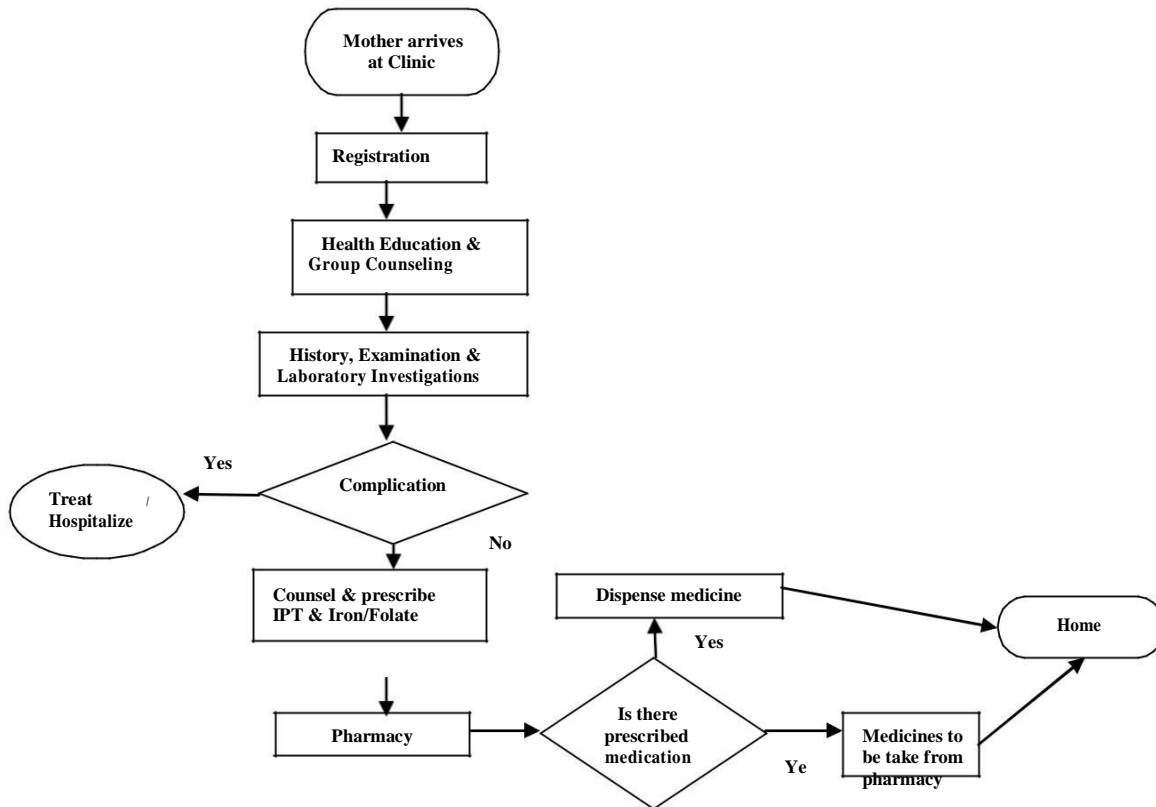 Mother arrives
at Clinic
Registration
Health Education &
Group Counseling
History, Examination &
Laboratory Investigations
Yes
Complication
Treat /
Hospitalize
No
Counsel & prescribe
IPT & Iron/Folate
Dispense medicine
Home
Yes
Pharmacy
Is there
prescribed
medication
Ye
Medicines to
be take from
pharmacy